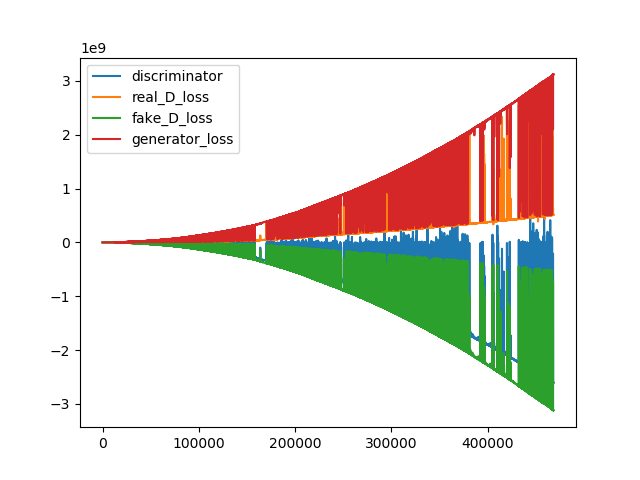 1e9
discriminator
real_D_loss
fake_D_loss
generator_loss
3
2
1
0
−1
−2
−3
0 100000 200000 300000 400000